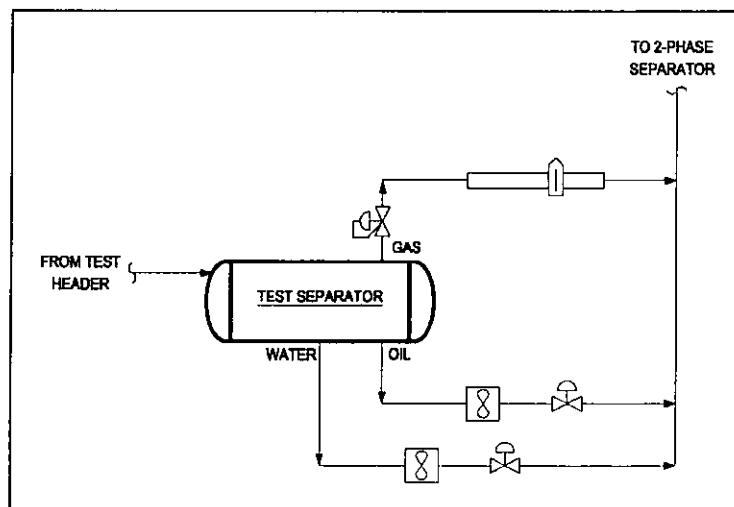 TO 2-PHASE
SEPARATOR
GAS
FROM TEST
HEADER
TEST SEPARATOR
WATER
OIL